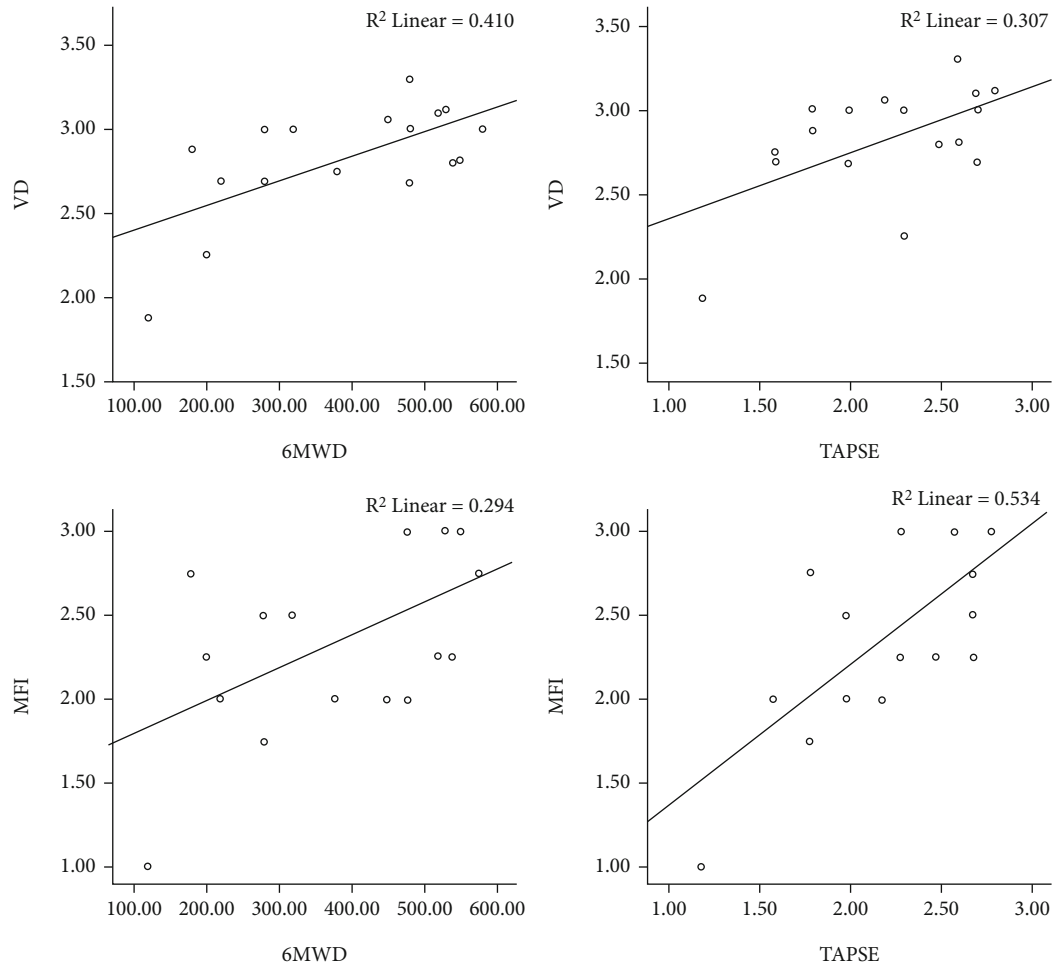 R² Linear = 0.410
3.50
3.00
2.50
2.00
1.50
VD
100.00 200.00 300.00 400.00 500.00 600.00
6MWD
R² Linear = 0.307
3.50
3.00
2.50
2.00
1.50
VD
1.00 1.50 2.00 2.50 3.00
TAPSE
R² Linear = 0.294
3.00
2.50
2.00
1.50
1.00
MFI
100.00 200.00 300.00 400.00 500.00 600.00
6MWD
R² Linear = 0.534
3.00
2.50
2.00
1.50
1.00
MFI
1.00 1.50 2.00 2.50 3.00
TAPSE